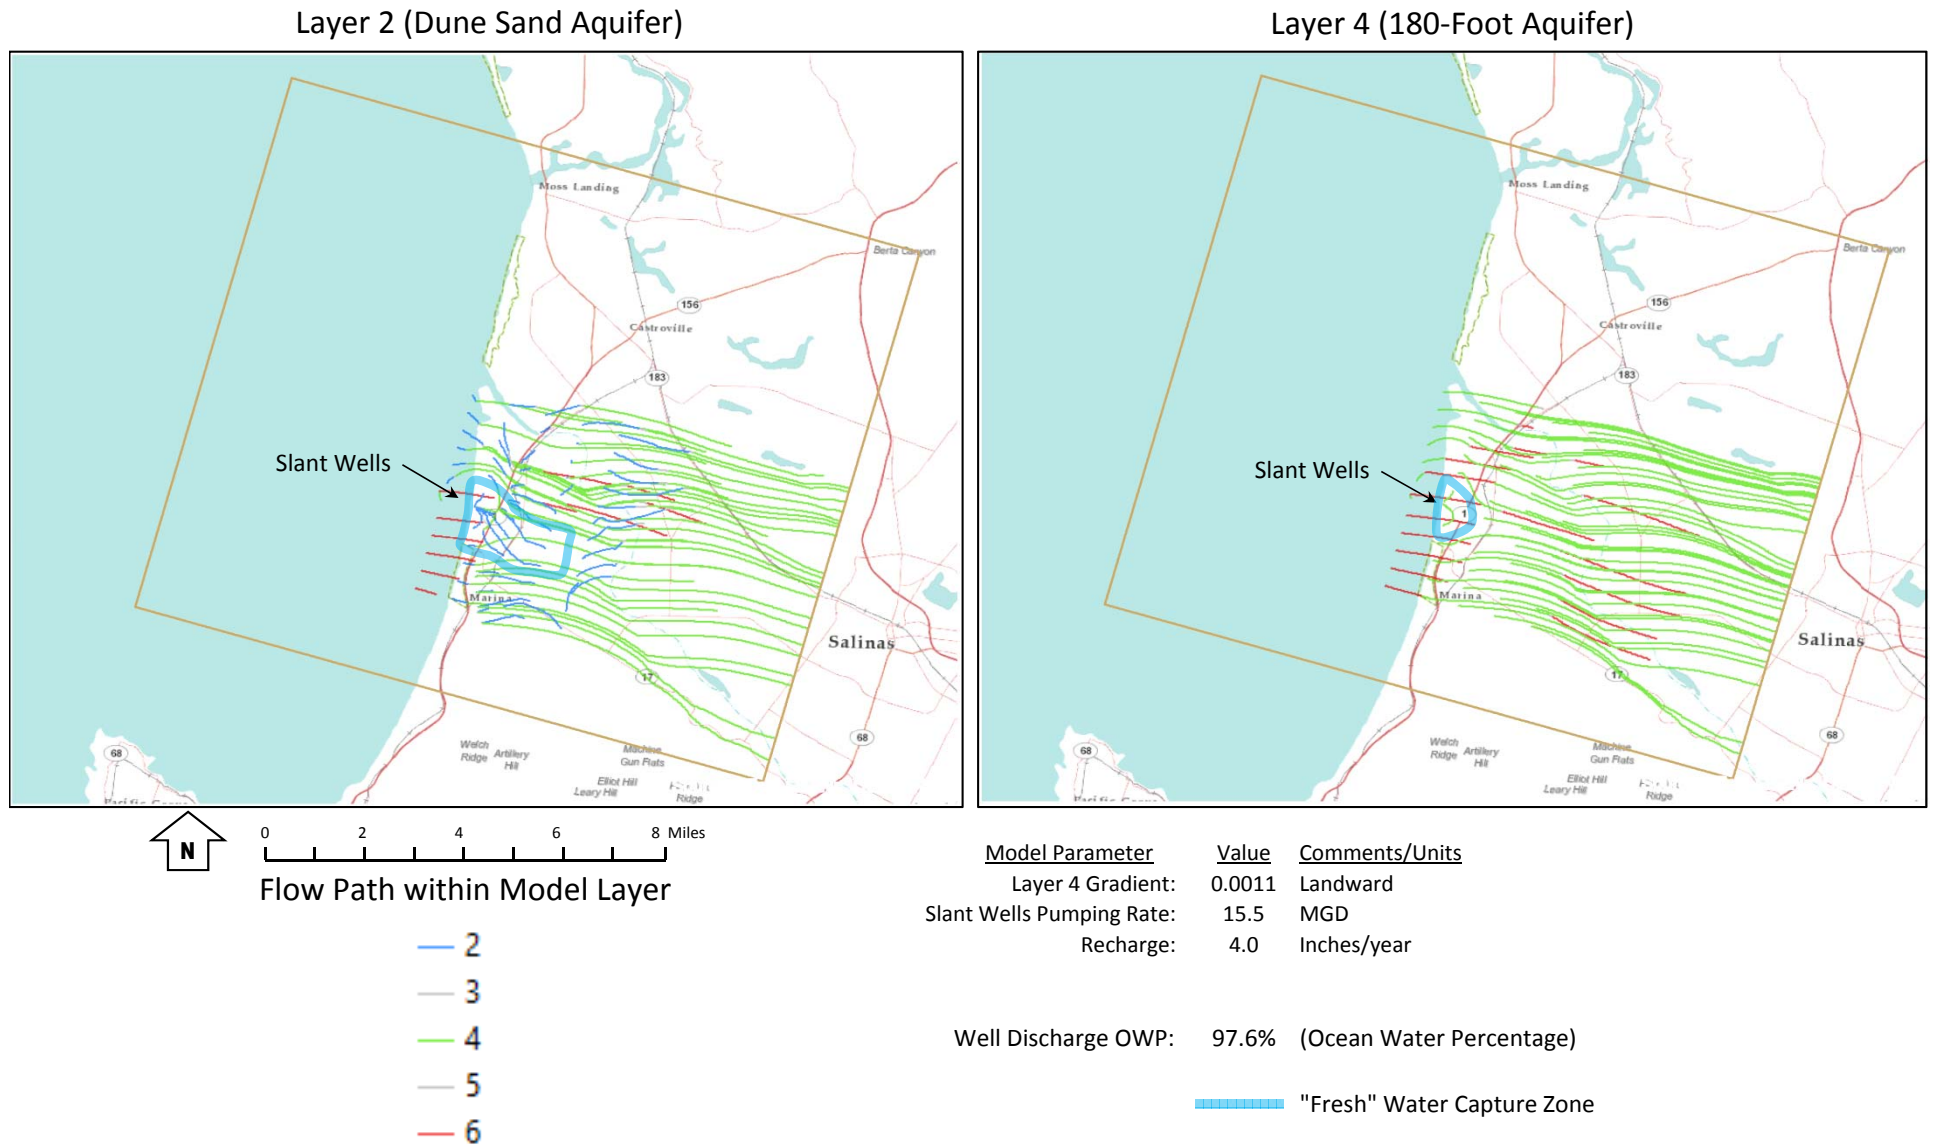 Layer 2 (Dune Sand Aquifer)
Layer 4 (180-Foot Aquifer)
Moss Landing
Berta Canyon
156
Castroville
183
Slant Wells
Marina
Salinas
17
68
Welch Ridge
Artillery Hill
Machine Gun Flats
Elliot Hill
Leary Hill
Ridge
68
Moss Landing
Berta Canyon
156
Castroville
183
Slant Wells
1
Marina
Salinas
17
68
Welch Ridge
Artillery Hill
Machine Gun Flats
Elliot Hill
Leary Hill
Ridge
68
N
0 2 4 6 8 Miles
Flow Path within Model Layer
2
3
4
5
6
Model Parameter Value Comments/Units
Layer 4 Gradient: 0.0011 Landward
Slant Wells Pumping Rate: 15.5 MGD
Recharge: 4.0 Inches/year
Well Discharge OWP: 97.6% (Ocean Water Percentage)
"Fresh" Water Capture Zone